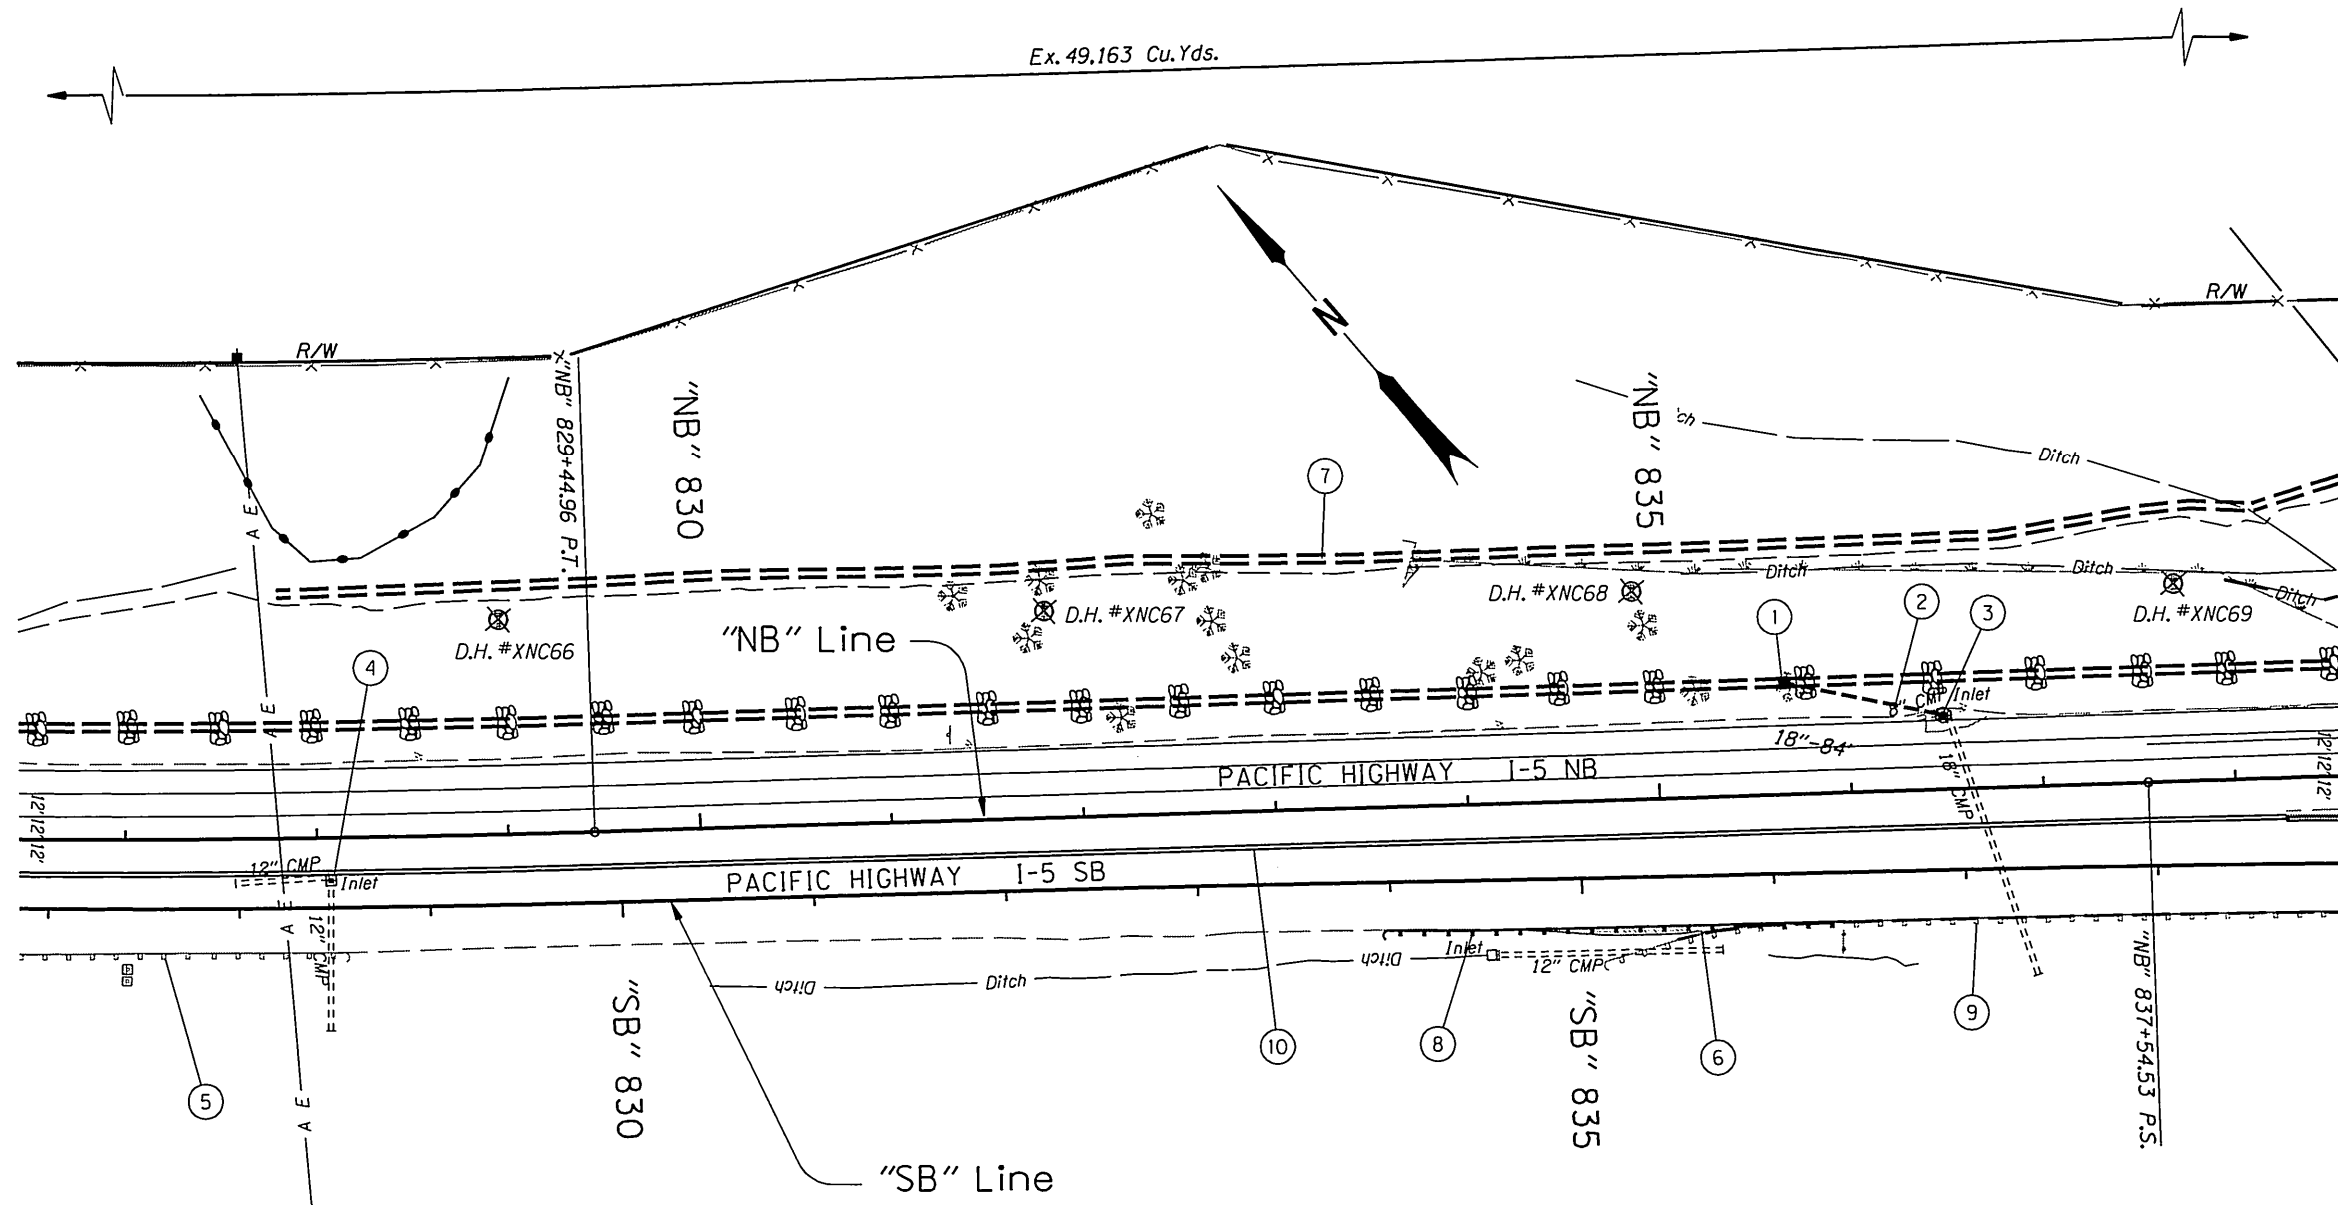 Ex. 49,163 Cu.Yds.
N
R/W
R/W
"NB" 829+44.96 P.T.
"NB" 830
"NB" 835
Ditch
7
Ditch
Ditch
Ditch
A E
A E
A E
A E
D.H. #XNC66
D.H. #XNC67
D.H. #XNC68
D.H. #XNC69
1
2
3
4
"NB" Line
CMP
Inlet
18"-84'
18" CMP
PACIFIC HIGHWAY I-5 NB
12' 12' 12'
12' 12' 12'
12" CMP
Inlet
12" CMP
PACIFIC HIGHWAY I-5 SB
Ditch
Ditch
Ditch
Inlet
12" CMP
5
10
8
6
9
"SB" 830
"SB" 835
"NB" 837+54.53 P.S.
"SB" Line